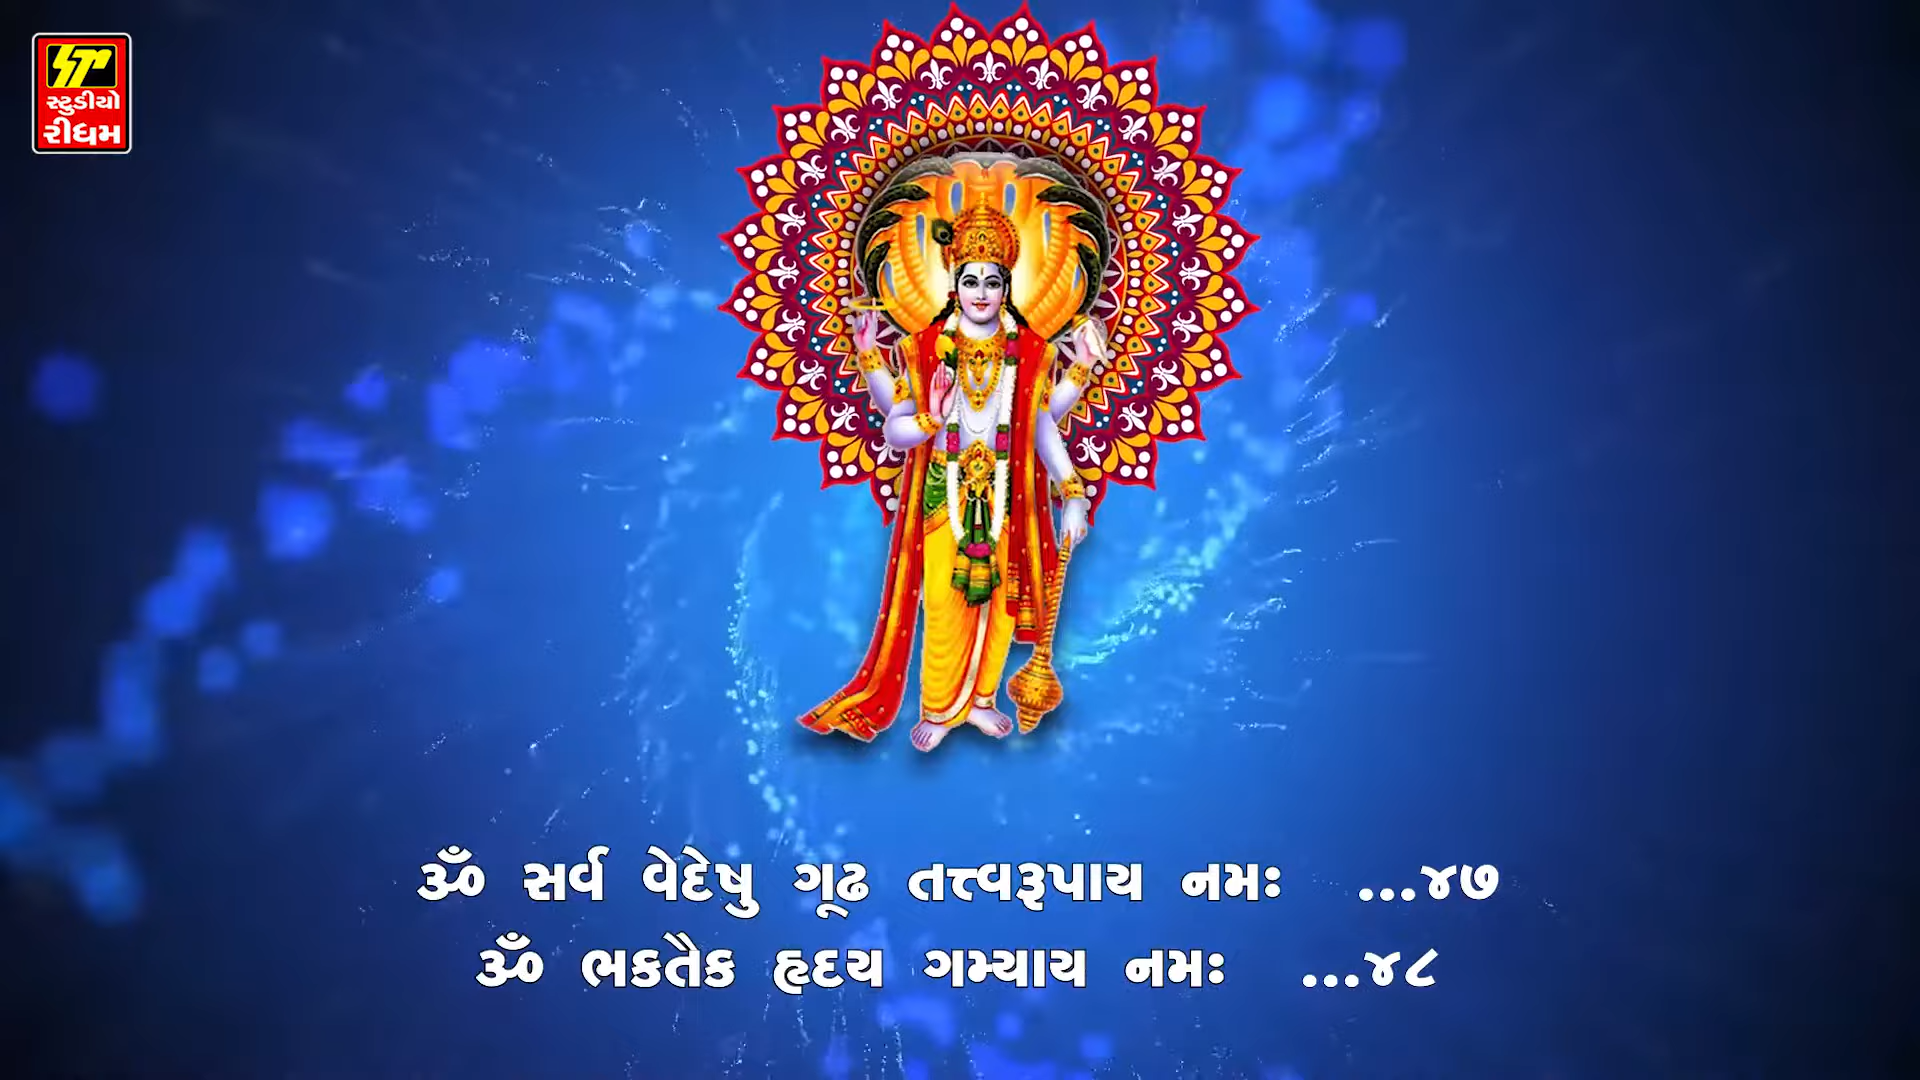 સ્ટુડીયો
રીધમ
ૐ સર્વ વેદેષુ ગૂઢ તત્ત્વરૂપાય નમઃ ...૪૭
ૐ ભકતૈક હૃદય ગમ્યાય નમઃ ...૪૮